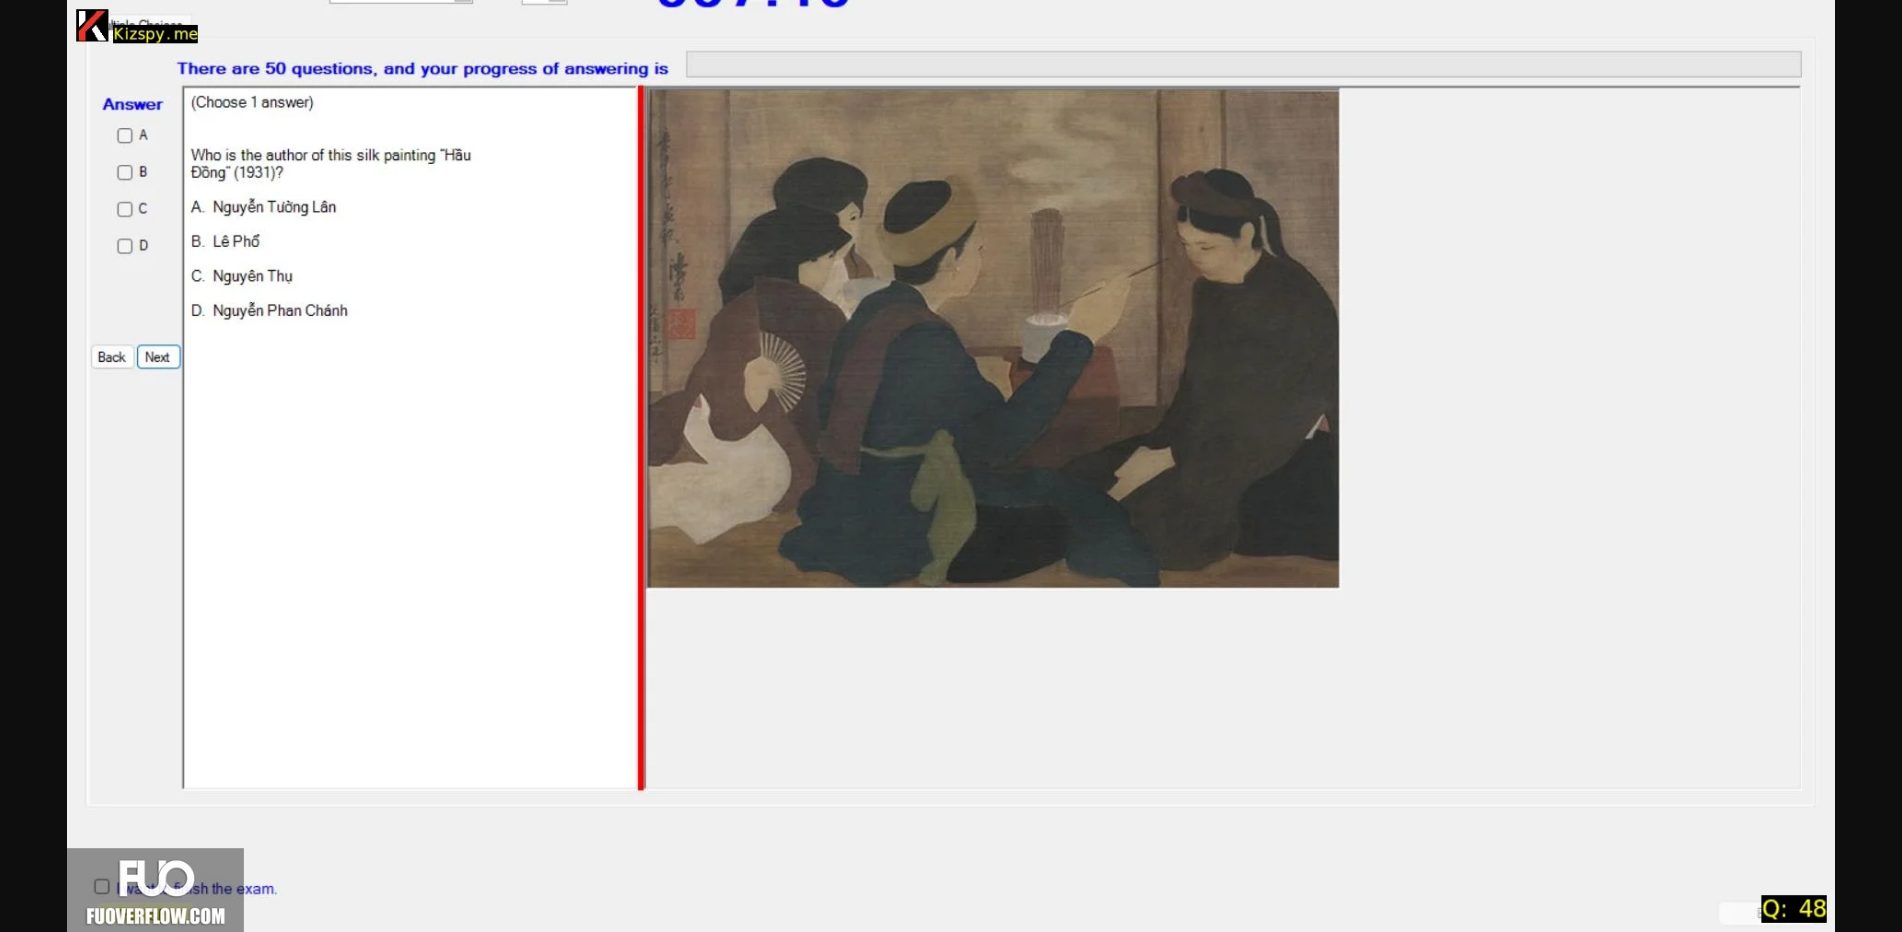 Kizspy.me
There are 50 questions, and your progress of answering is
Answer
(Choose 1 answer)
A
B
C
D
Who is the author of this silk painting "Hầu
Đồng" (1931)?
A. Nguyễn Tường Lân
B. Lê Phổ
C. Nguyên Thụ
D. Nguyễn Phan Chánh
Back
Next
FUO
finish the exam.
FUOVERFLOW.COM
Q: 48